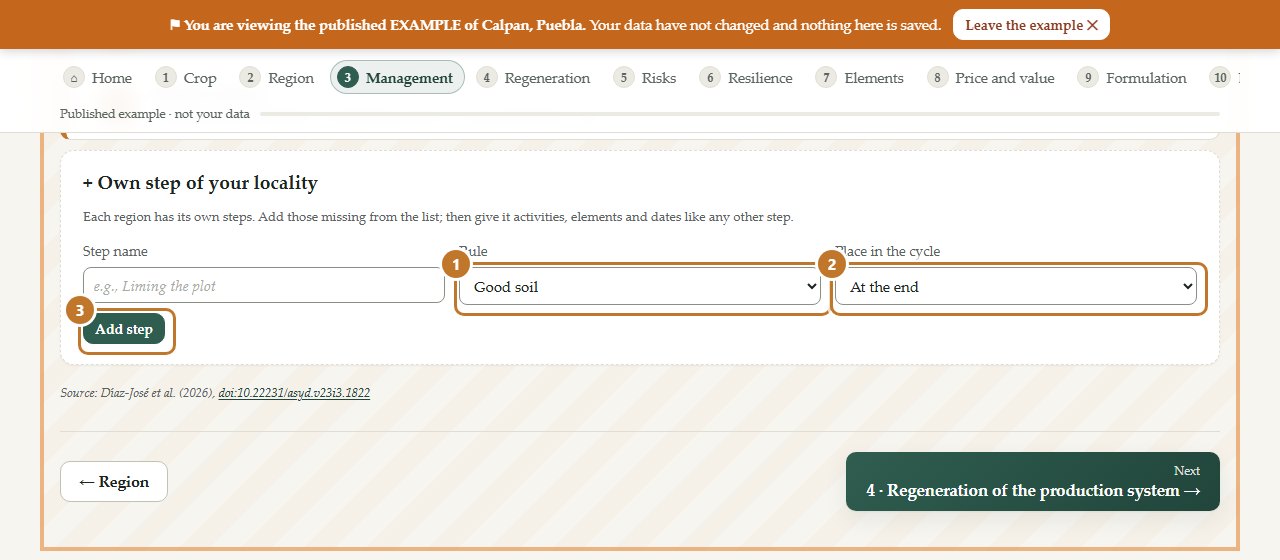 ⚑ You are viewing the published EXAMPLE of Calpan, Puebla. Your data have not changed and nothing here is saved. Leave the example ✕
⌂ Home 1 Crop 2 Region 3 Management 4 Regeneration 5 Risks 6 Resilience 7 Elements 8 Price and value 9 Formulation 10
Published example · not your data
+ Own step of your locality
Each region has its own steps. Add those missing from the list; then give it activities, elements and dates like any other step.
Step name Rule Place in the cycle
1 2
e.g., Liming the plot Good soil At the end
3
Add step
Source: Díaz-José et al. (2026), doi:10.22231/asyd.v23i3.1822
Next
← Region 4 · Regeneration of the production system →